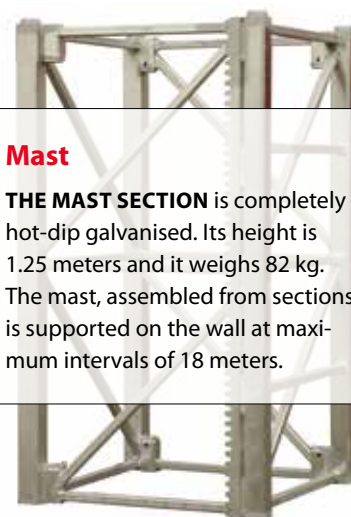 Mast
THE MAST SECTION is completely
hot-dip galvanised. Its height is
1.25 meters and it weighs 82 kg.
The mast, assembled from sections
is supported on the wall at maxi-
mum intervals of 18 meters.